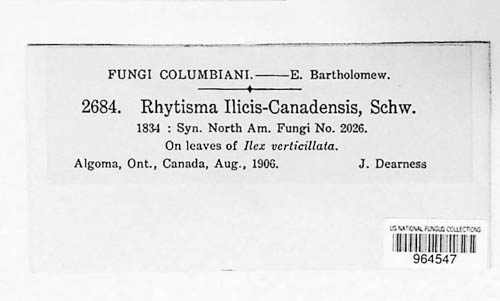 FUNGI COLUMBIANI.—E. Bartholomew.
2684. Rhytisma Ilicis-Canadensis, Schw.
1834 : Syn. North Am. Fungi No. 2026.
On leaves of Ilex verticillata.
Algoma, Ont., Canada, Aug., 1906. J. Dearness
US NATIONAL FUNGUS COLLECTIONS
964547